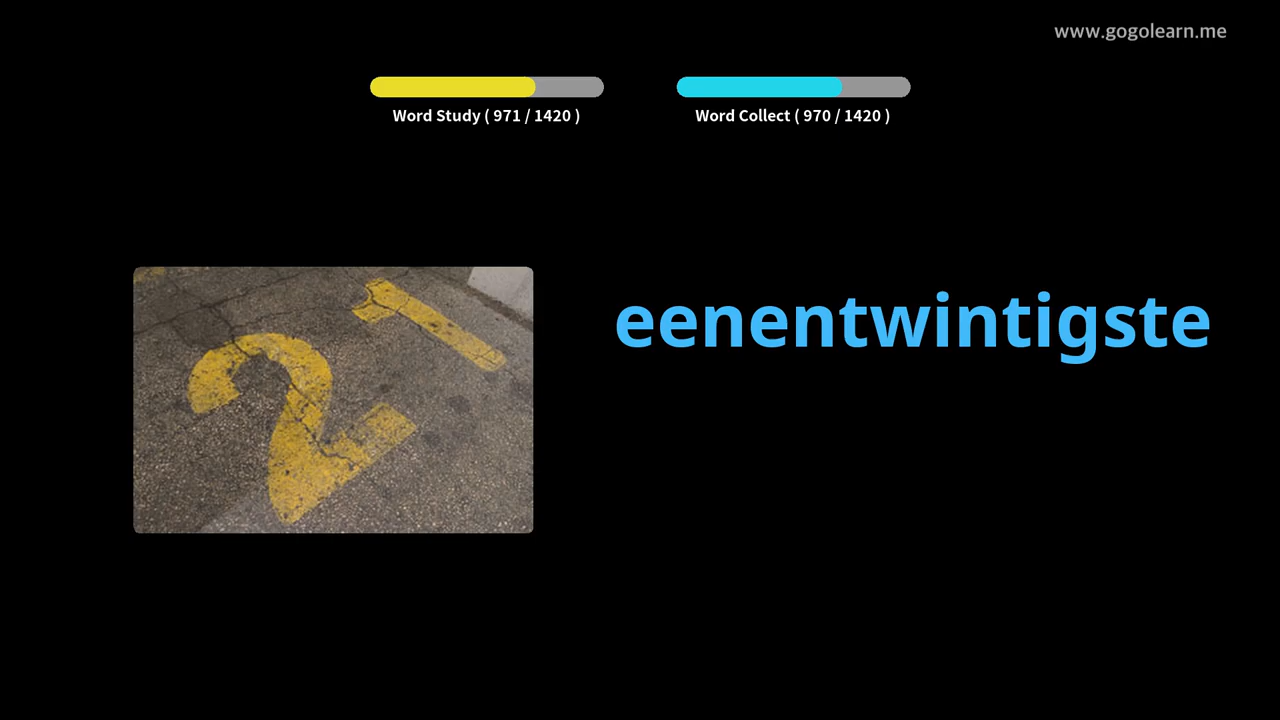 www.gogolearn.me
Word Study ( 971 / 1420 )
Word Collect ( 970 / 1420 )
eenentwintigste
21